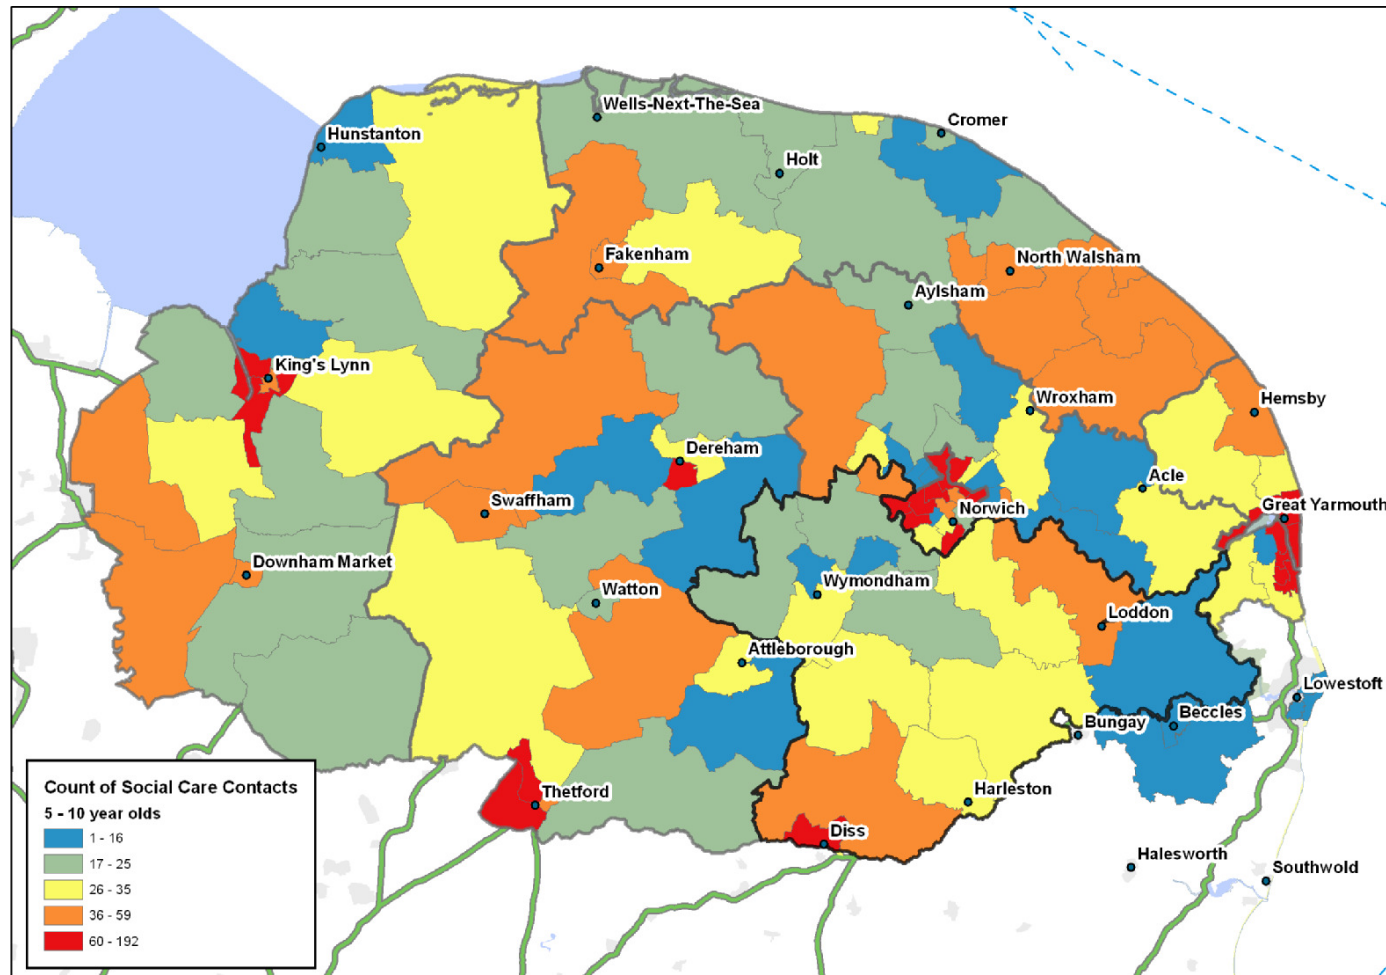 Wells-Next-The-Sea
Cromer
Hunstanton
Holt
Fakenham
North Walsham
Aylsham
King's Lynn
Wroxham
Hemsby
Dereham
Acle
Swaffham
Norwich
Great Yarmouth
Downham Market
Watton
Wymondham
Loddon
Attleborough
Lowestoft
Bungay
Beccles
Thetford
Harleston
Diss
Halesworth
Southwold
Count of Social Care Contacts
5 - 10 year olds
1 - 16
17 - 25
26 - 35
36 - 59
60 - 192